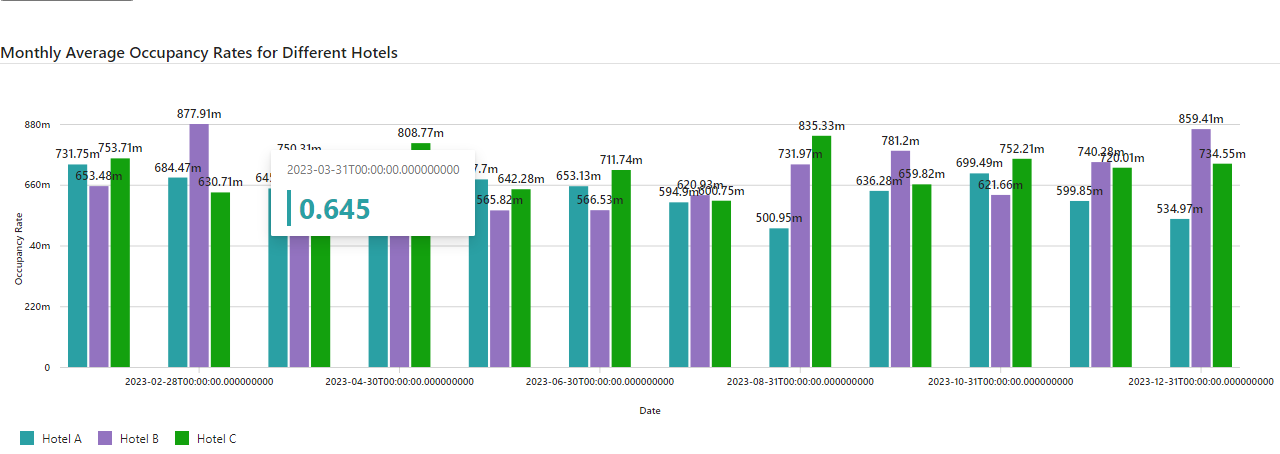 Monthly Average Occupancy Rates for Different Hotels
880m
660m
40m
220m
0
Occupancy Rate
731.75m
653.48m
753.71m
684.47m
877.91m
630.71m
750.31m
808.77m
565.82m
642.28m
653.13m
566.53m
711.74m
594.9m
620.93m
600.75m
500.95m
731.97m
835.33m
636.28m
781.2m
659.82m
699.49m
621.66m
752.21m
599.85m
740.28m
720.01m
534.97m
859.41m
734.55m
2023-03-31T00:00:00.000000000
0.645
2023-02-28T00:00:00.000000000
2023-04-30T00:00:00.000000000
2023-06-30T00:00:00.000000000
2023-08-31T00:00:00.000000000
2023-10-31T00:00:00.000000000
2023-12-31T00:00:00.000000000
Date
Hotel A
Hotel B
Hotel C